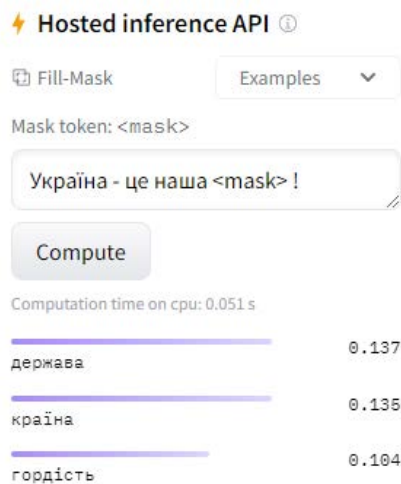 Hosted inference API
Fill-Mask
Examples
Mask token: <mask>
Україна - це наша <mask> !
Compute
Computation time on cpu: 0.051 s
0.137
держава
0.135
країна
0.104
гордість